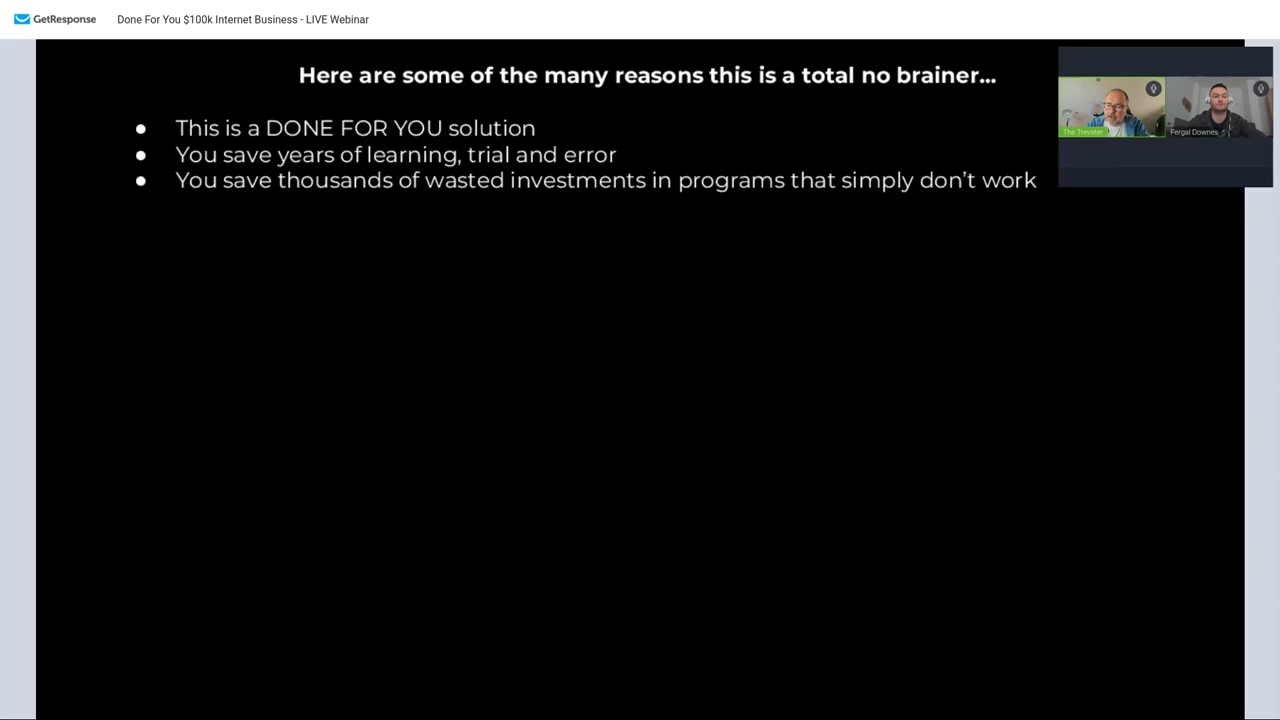 GetResponse
Done For You $100k Internet Business - LIVE Webinar
Here are some of the many reasons this is a total no brainer...
● This is a DONE FOR YOU solution
● You save years of learning, trial and error
● You save thousands of wasted investments in programs that simply don't work
The Trevster
Fergal Downes